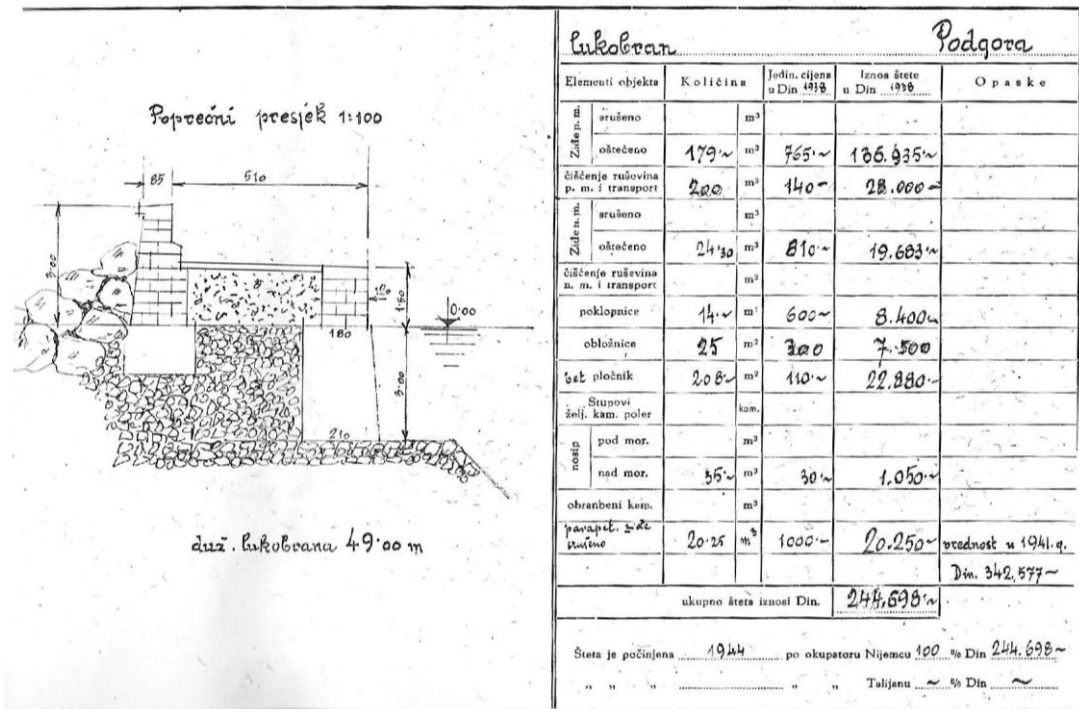 Poprečni presjek 1:100
85 510
3.00
1.50
0.00
180
3.00
210
duž. lukobrana 49.00 m
lukobran Podgora
Elementi objekta Količina Jedin. cijena u Din 1938 Iznos štete u Din 1938 Opaske
Ziđe p. m.
srušeno m³
oštećeno 179·~ m³ 765·~ 136.935·~
čišćenje ruševina
p. m. i transport 200 m³ 140~ 28.000~
Ziđe n. m.
srušeno m³
oštećeno 24·30 m³ 810·~ 19.683·~
čišćenje ruševina
n. m. i transport m³
poklopnice 14·~ m¹ 600~ 8.400~
obložnice 25 m² 300 7.500
bet pločnik 208~ m² 110·~ 22.880·~
Stupovi
želj. kam. poler kom.
nasip
pod mor. m³
nad mor. 35·~ m³ 30·~ 1.050·~
obranbeni kam. m³
parapet. ziđe
srušeno 20·25 m³ 1000·~ 20.250~ vrednost u 1941.g.
Din. 342.577~
ukupno šteta iznosi Din. 244.698·~
Šteta je počinjena 1944 po okupatoru Nijemcu 100 % Din 244.698~
" " " " " Talijanu ~ % Din ~